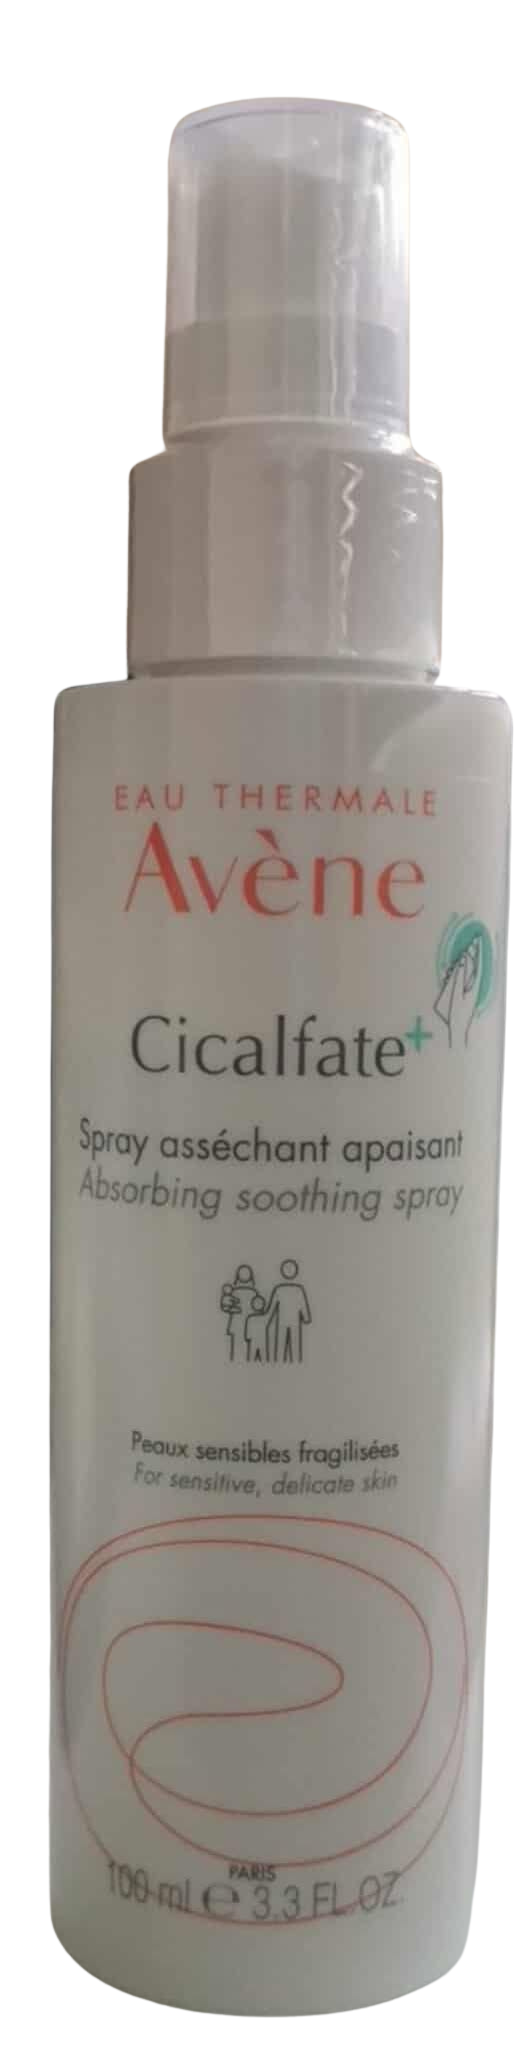 EAU THERMALE
Avène
Cicalfate+
Spray asséchant apaisant
Absorbing soothing spray
Peaux sensibles fragilisées
For sensitive, delicate skin
PARIS
100 ml e 3.3 FL.OZ.